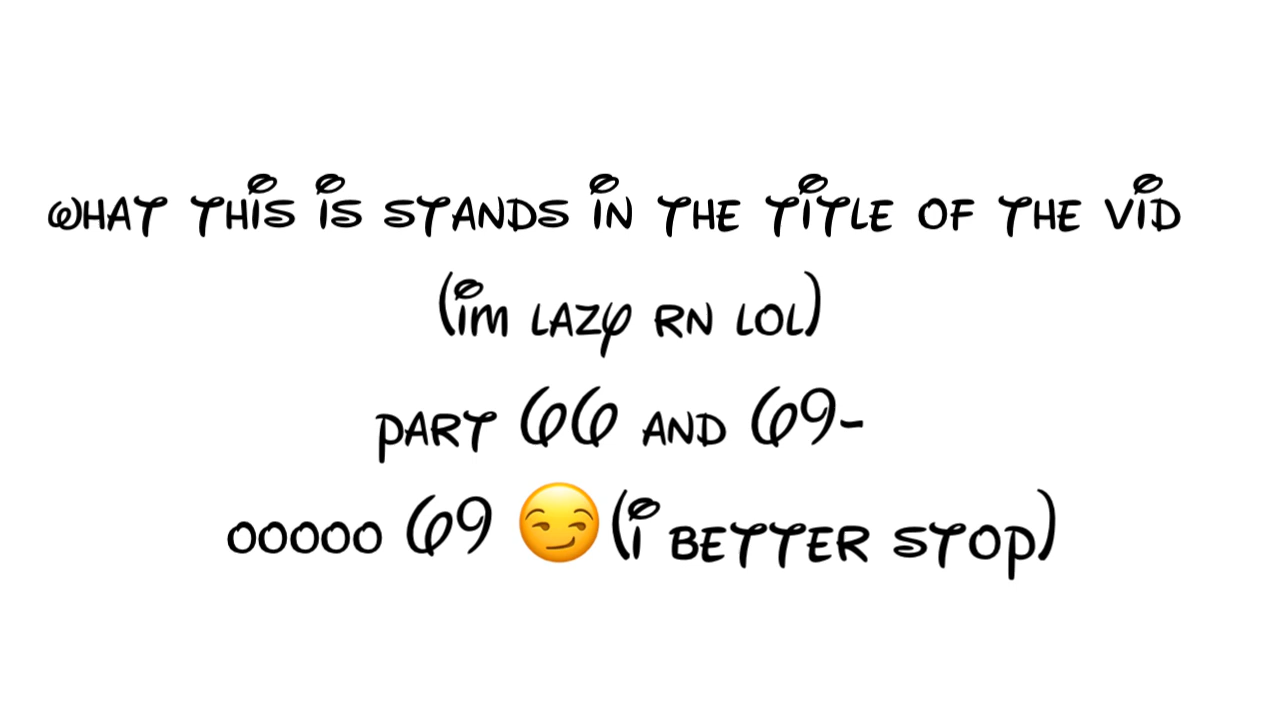 what this is stands in the title of the vid
(im lazy rn lol)
part 66 and 69-
ooooo 69 😏(i better stop)